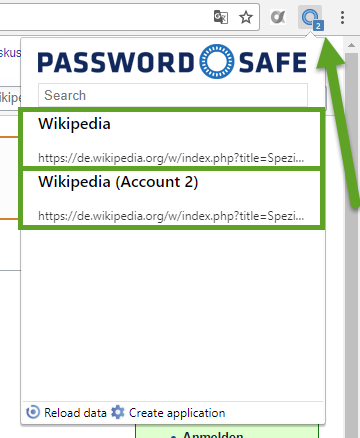 2
skus
PASSWORD SAFE
Search
kipe
Wikipedia
https://de.wikipedia.org/w/index.php?title=Spezi...
Wikipedia (Account 2)
https://de.wikipedia.org/w/index.php?title=Spezi...
Reload data Create application
Anmelden